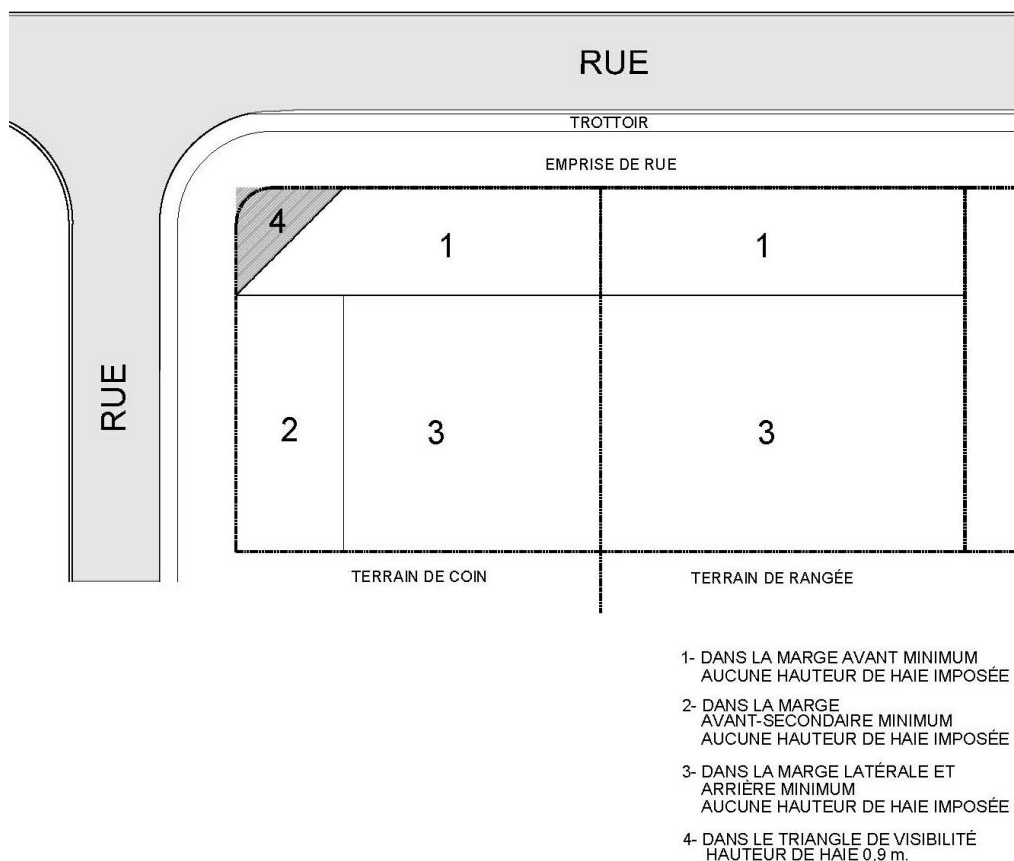 RUE
TROTTOIR
EMPRISE DE RUE
4
1
1
RUE
2
3
3
TERRAIN DE COIN
TERRAIN DE RANGÉE
1- DANS LA MARGE AVANT MINIMUM
AUCUNE HAUTEUR DE HAIE IMPOSÉE
2- DANS LA MARGE
AVANT-SECONDAIRE MINIMUM
AUCUNE HAUTEUR DE HAIE IMPOSÉE
3- DANS LA MARGE LATÉRALE ET
ARRIÈRE MINIMUM
AUCUNE HAUTEUR DE HAIE IMPOSÉE
4- DANS LE TRIANGLE DE VISIBILITÉ
HAUTEUR DE HAIE 0,9 m.